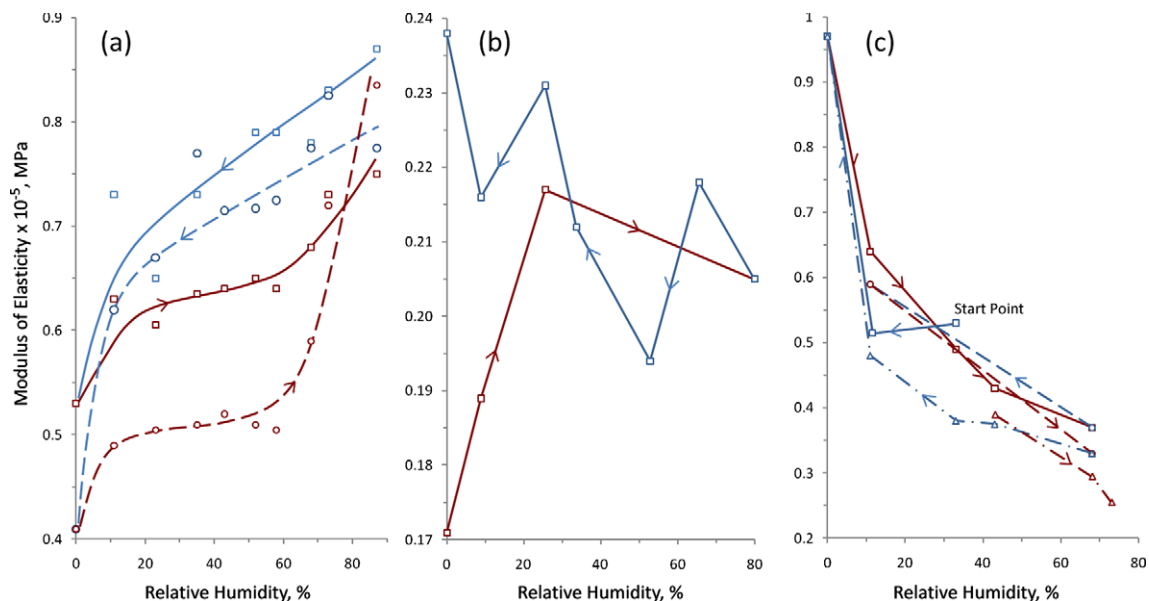 (a) (b) (c)
Modulus of Elasticity x 10⁻⁵, MPa
0.9
0.8
0.7
0.6
0.5
0.4
0 20 40 60 80
Relative Humidity, %
0.24
0.23
0.22
0.21
0.20
0.19
0.18
0.17
0 20 40 60 80
Relative Humidity, %
1
0.9
0.8
0.7
0.6
0.5
0.4
0.3
0.2
Start Point
0 20 40 60 80
Relative Humidity, %